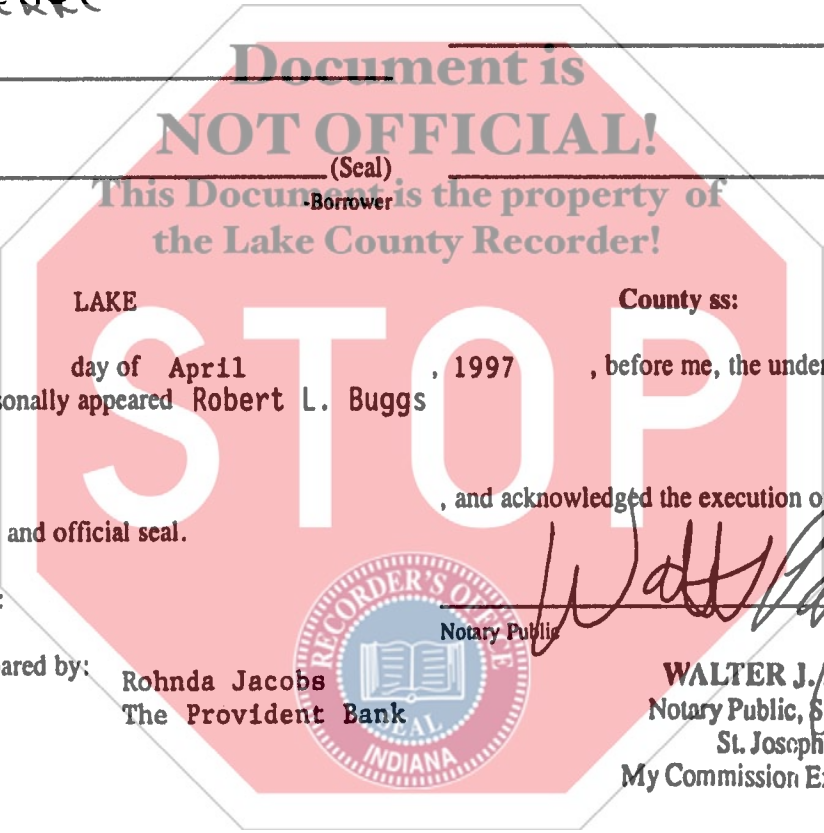 Document is
NOT OFFICIAL!
(Seal)
This Document is the property of
-Borrower
the Lake County Recorder!
LAKE County ss:
STOP
day of April , 1997 , before me, the under
sonally appeared Robert L. Buggs
, and acknowledged the execution o
and official seal.
RECORDER'S OFFICE
SEAL
INDIANA
Notary Public
ared by: Rohnda Jacobs
The Provident Bank
WALTER J.
Notary Public, S
St. Joseph
My Commission Ex